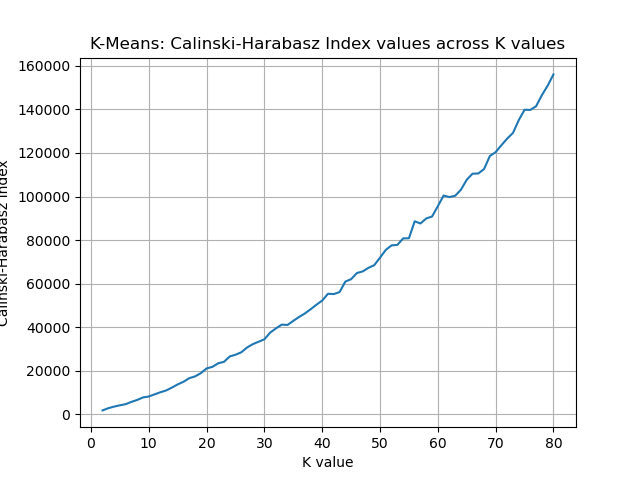 K-Means: Calinski-Harabasz Index values across K values
160000
140000
120000
100000
80000
60000
40000
20000
0
Calinski-Harabasz Index
0 10 20 30 40 50 60 70 80
K value